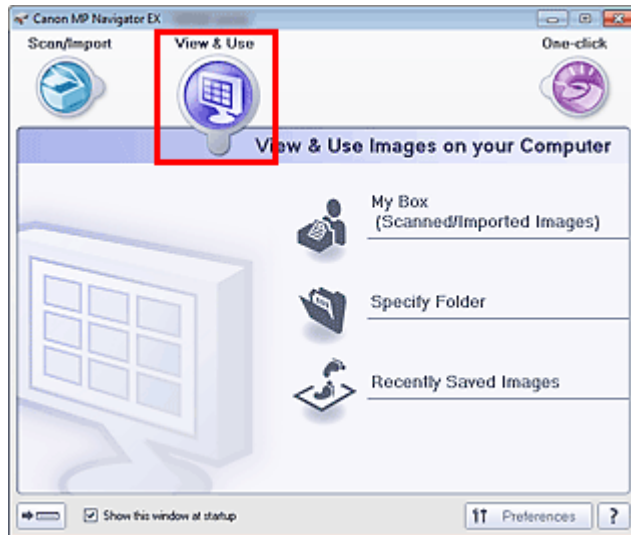 Canon MP Navigator EX
Scan/Import
View & Use
One-click
View & Use Images on your Computer
My Box
(Scanned/Imported Images)
Specify Folder
Recently Saved Images
Show this window at startup
Preferences
?